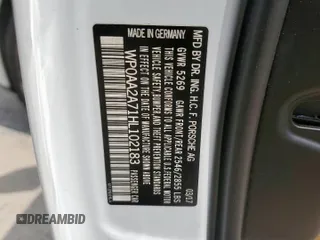 MADE IN GERMANY
MFD BY DR. ING. H.C. F. PORSCHE AG
03/17
GVWR 5269 GAWR FRONT/REAR 2546/2855 LBS
THIS VEHICLE CONFORMS TO ALL APPLICABLE U.S. FEDERAL MOTOR
VEHICLE SAFETY, BUMPER AND THEFT PREVENTION STANDARDS IN
EFFECT ON THE DATE OF MANUFACTURE SHOWN ABOVE.
WP0AA2A71HL102183 PASSENGER CAR
DREAMBID.COM